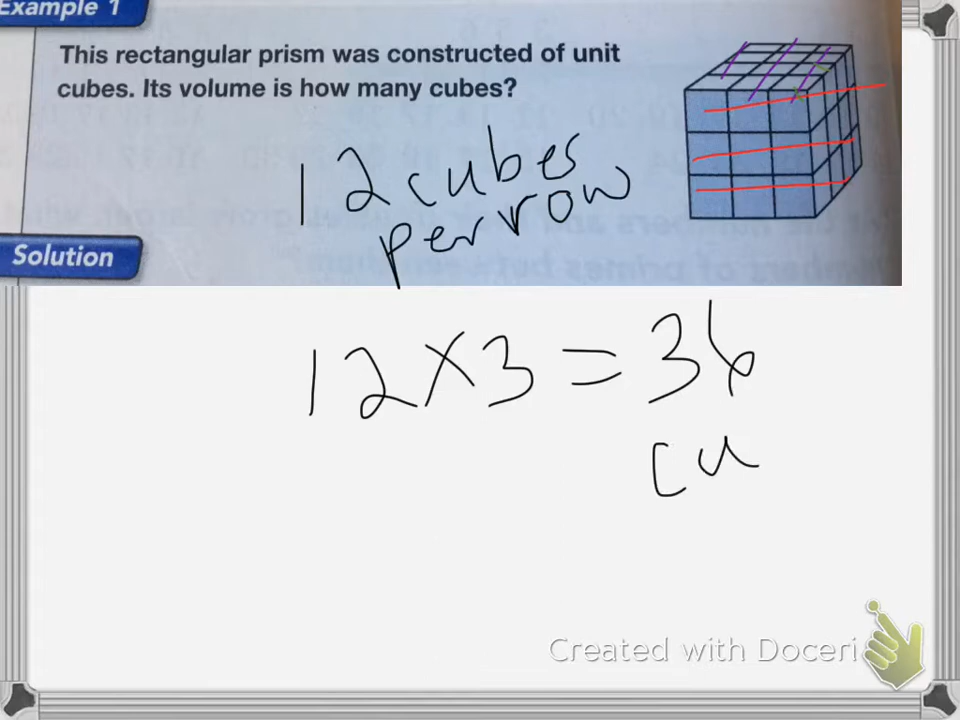 Example 1
This rectangular prism was constructed of unit
cubes. Its volume is how many cubes?
12 cubes
per row
Solution
12 × 3 = 36
cu
Created with Doceri